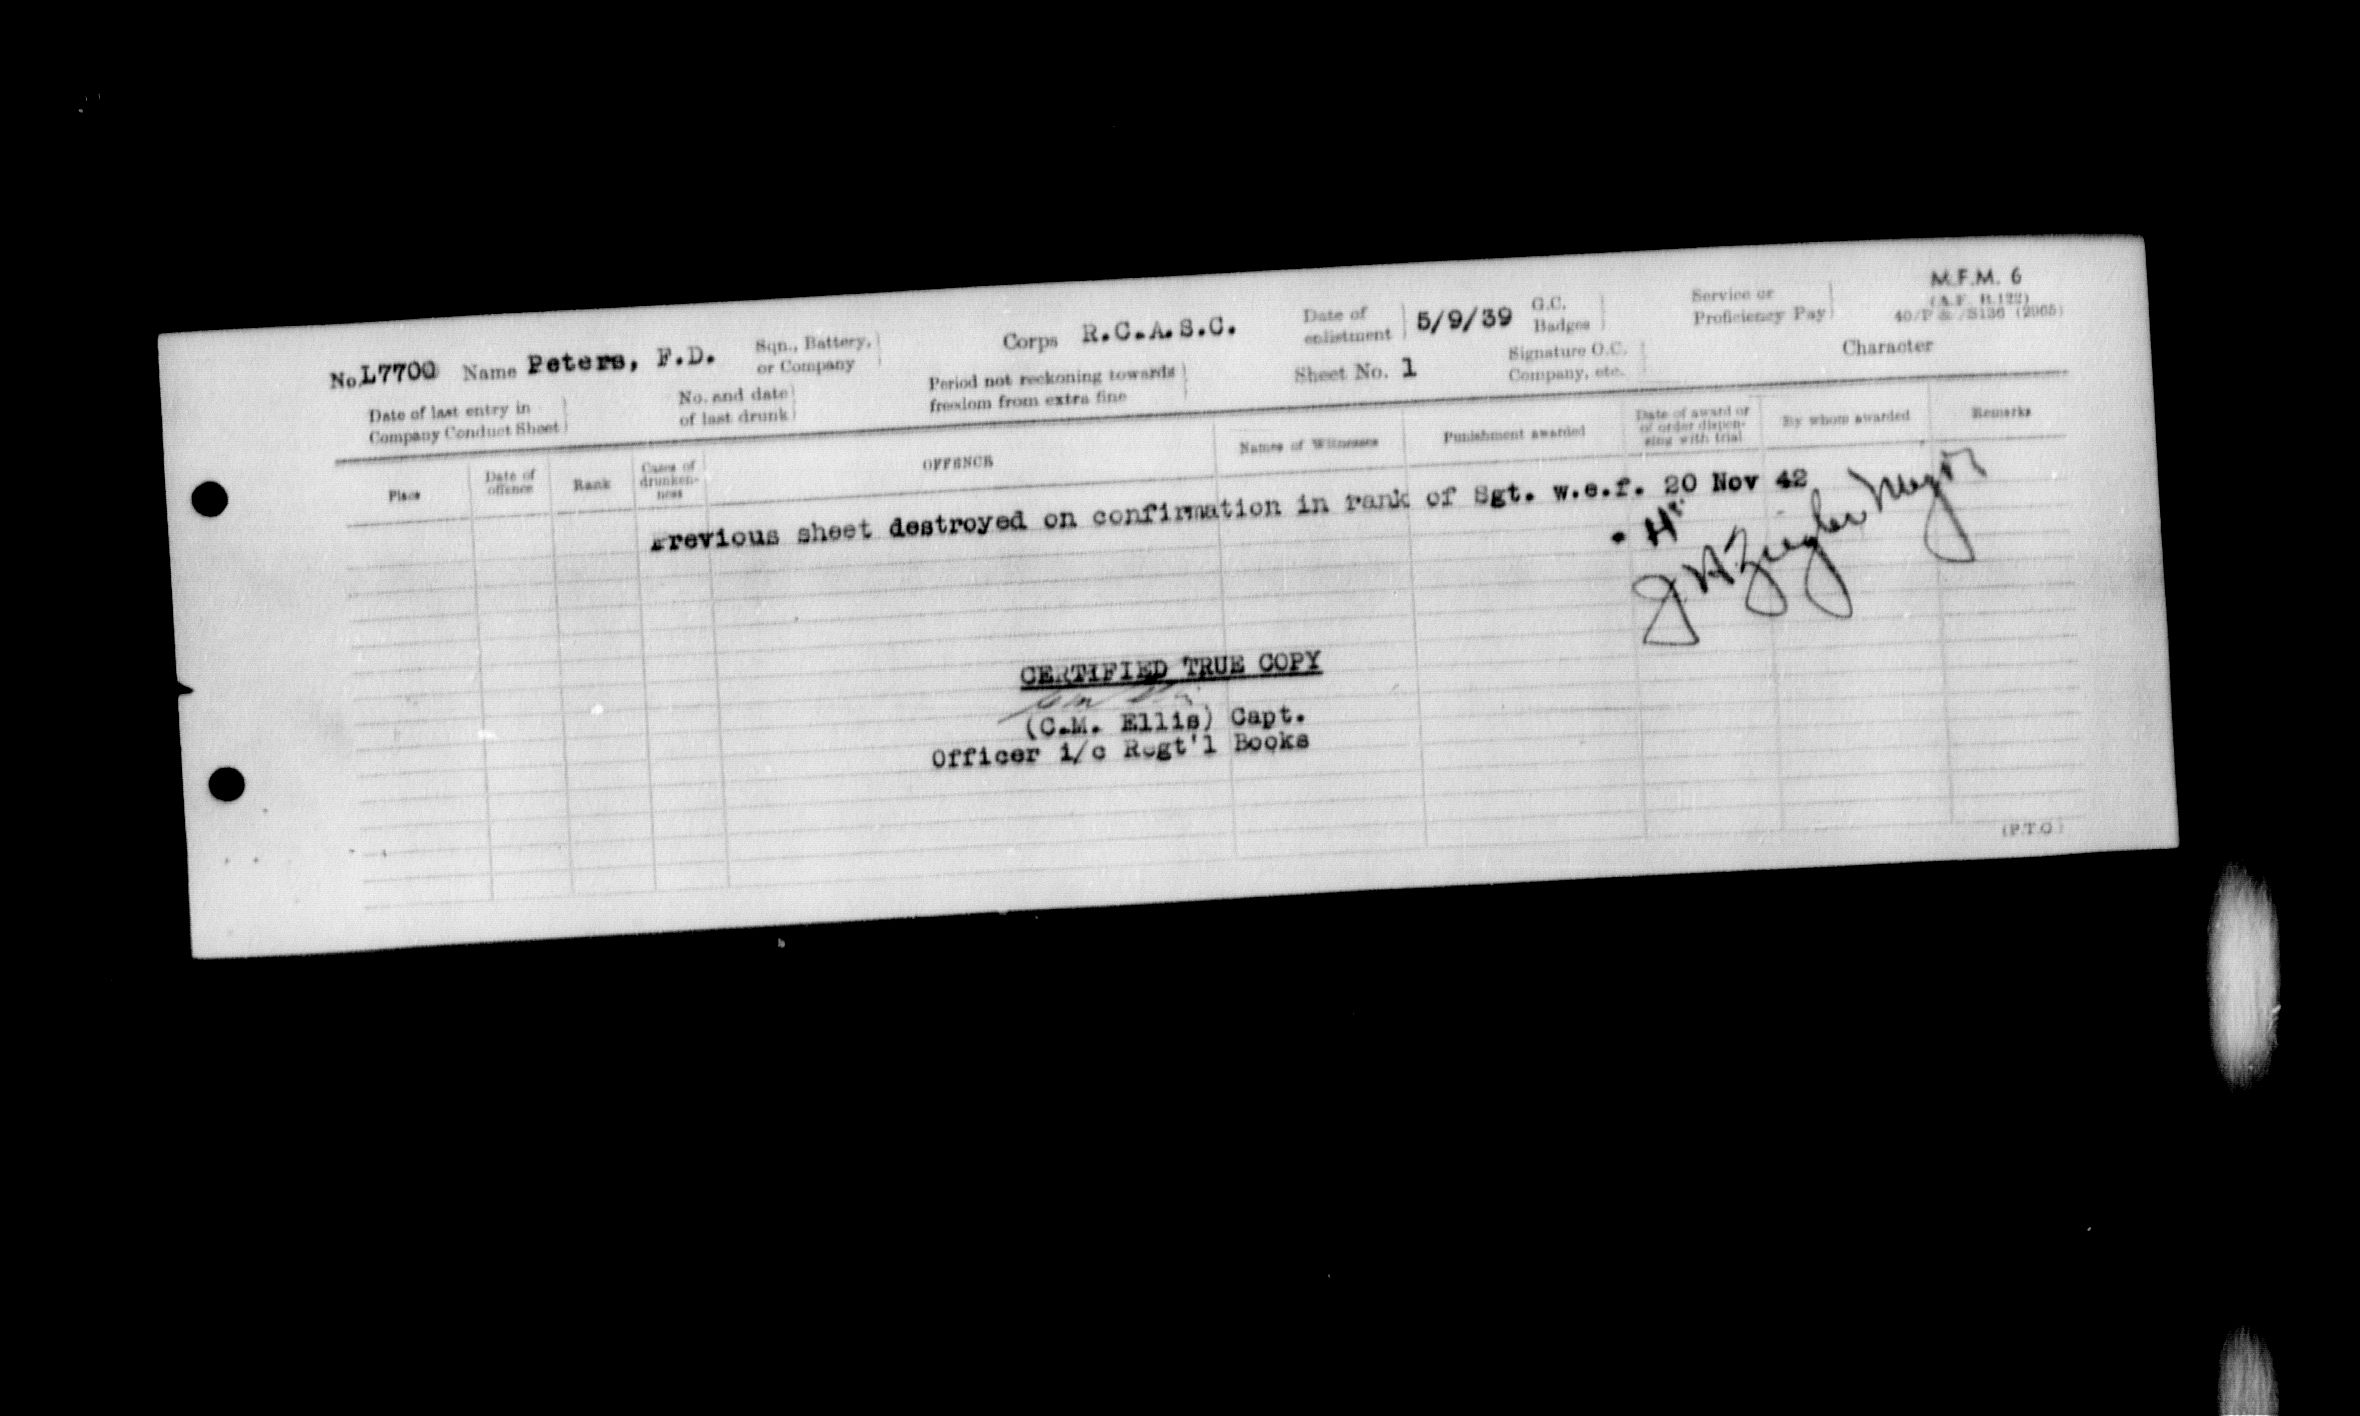 M.F.M. 6
(A.F. B.122)
No. L7700 Name Peters, F.D. Sqn., Battery, or Company Corps R.C.A.S.C. Date of enlistment 5/9/39 G.C. Badges Service or Proficiency Pay
Date of last entry in Company Conduct Sheet No. and date of last drunk Period not reckoning towards freedom from extra fine Sheet No. 1 Signature O.C. Company, etc. Character
Place Date of offence Rank Cases of drunkenness OFFENCE Names of Witnesses Punishment awarded Date of award or of order dispensing with trial By whom awarded Remarks
Previous sheet destroyed on confirmation in rank of Sgt. w.e.f. 20 Nov 42
J H Ziegler Major
CERTIFIED TRUE COPY
(C.M. Ellis) Capt.
Officer i/c Regt'l Books
(P.T.O.)